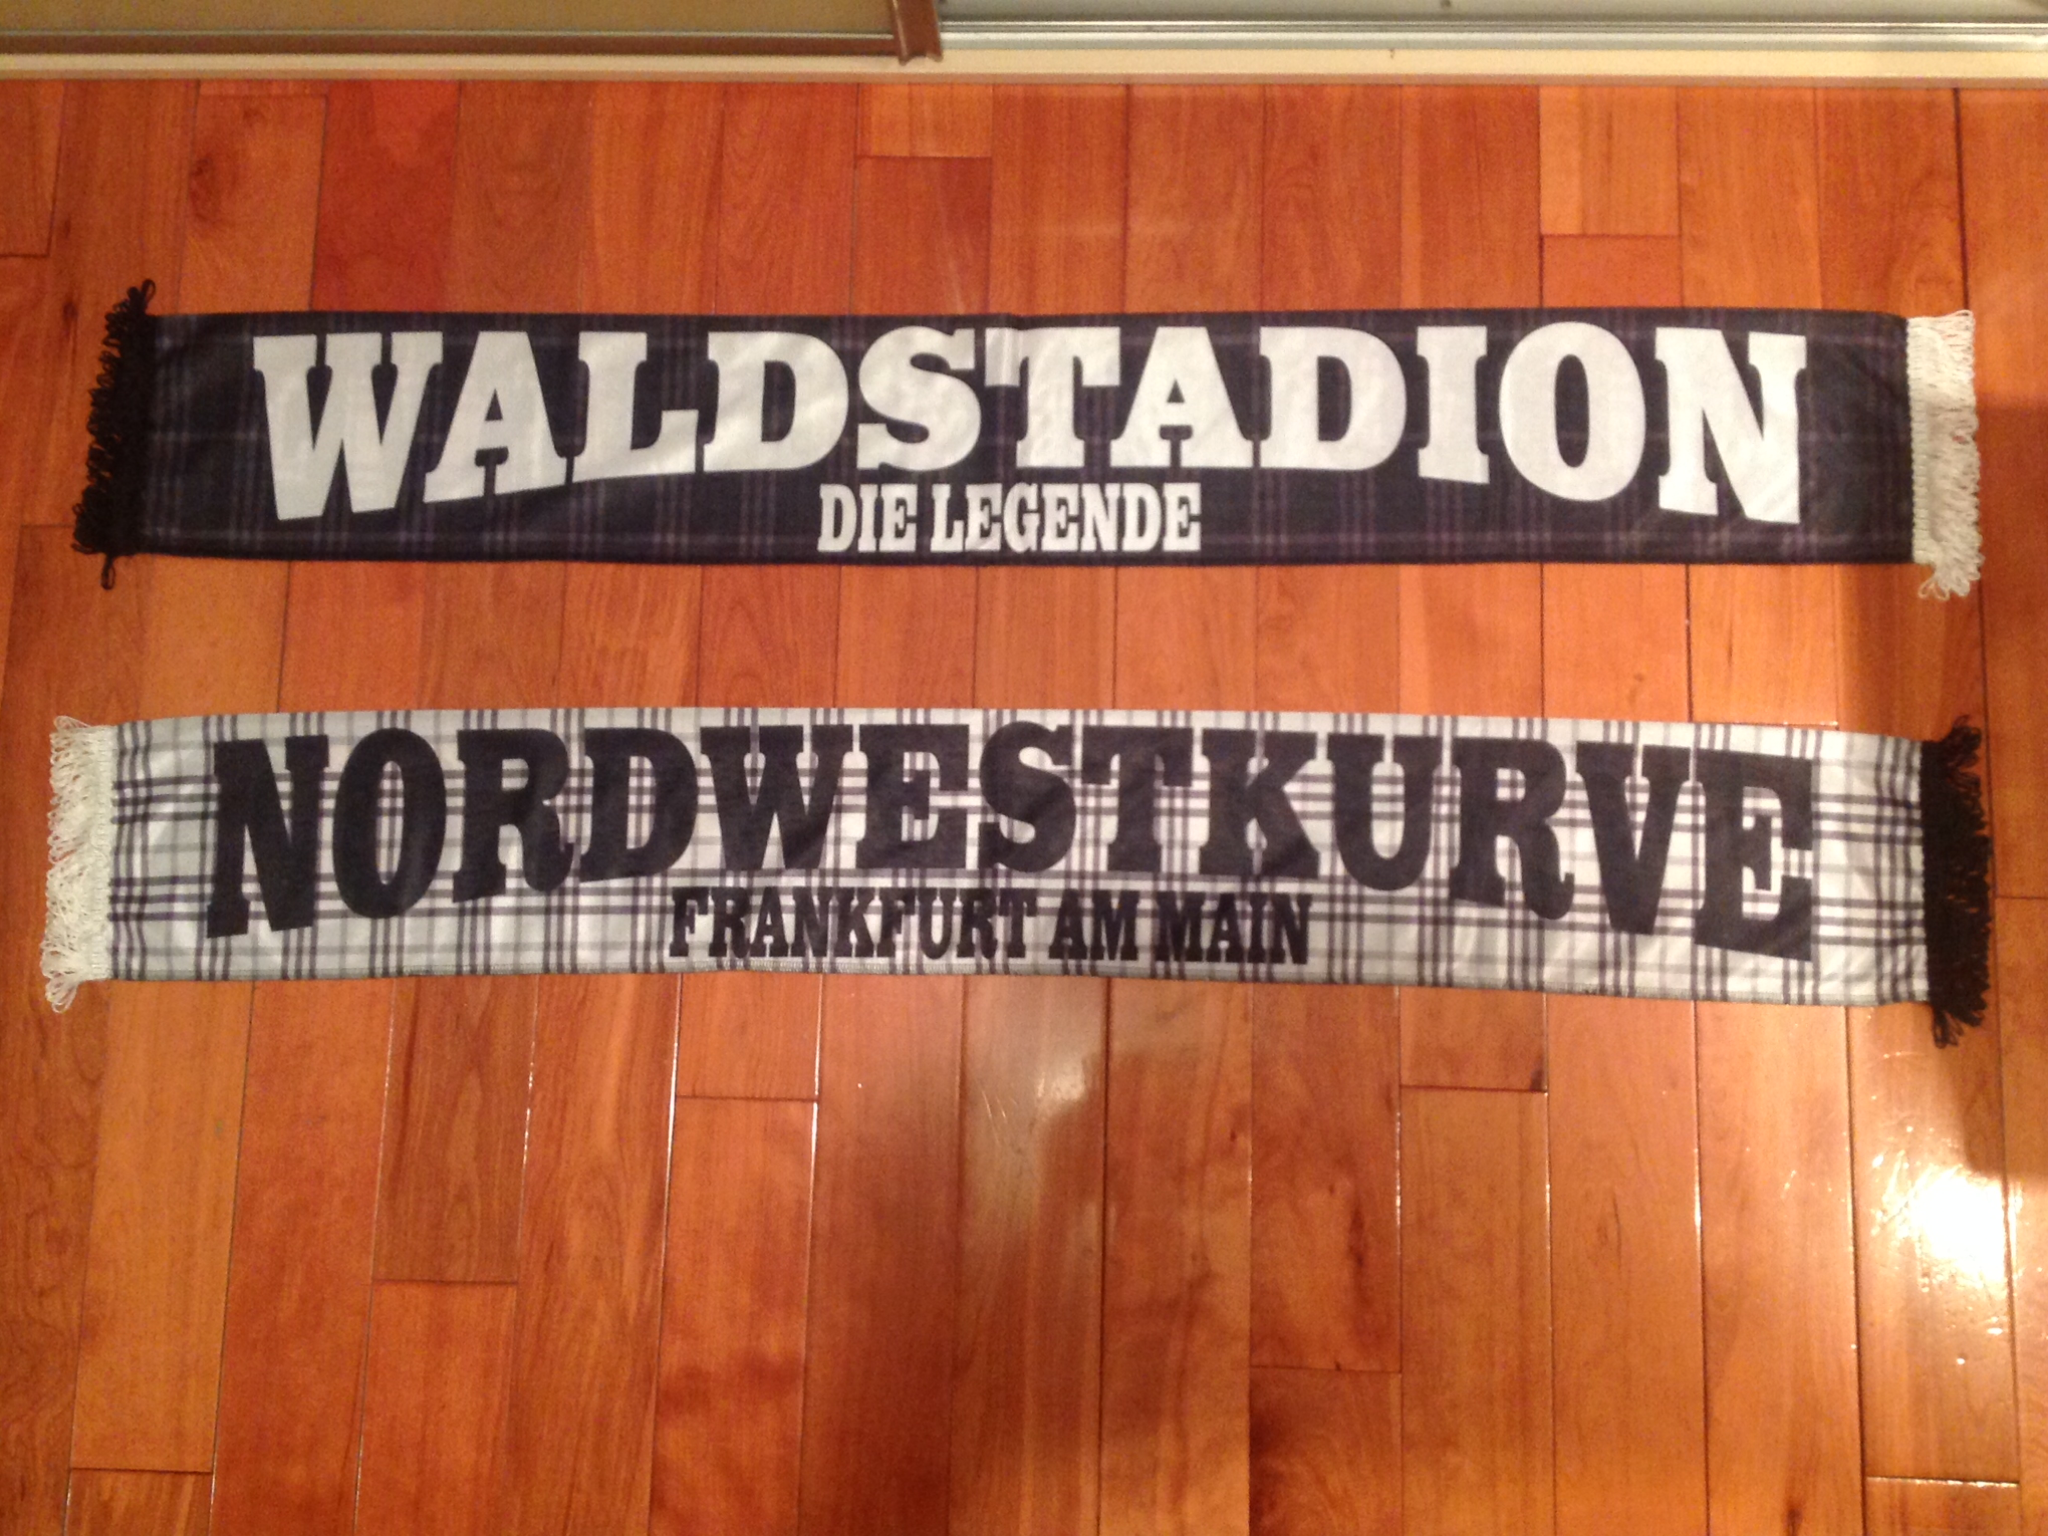 WALDSTADION
DIE LEGENDE
NORDWESTKURVE
FRANKFURT AM MAIN